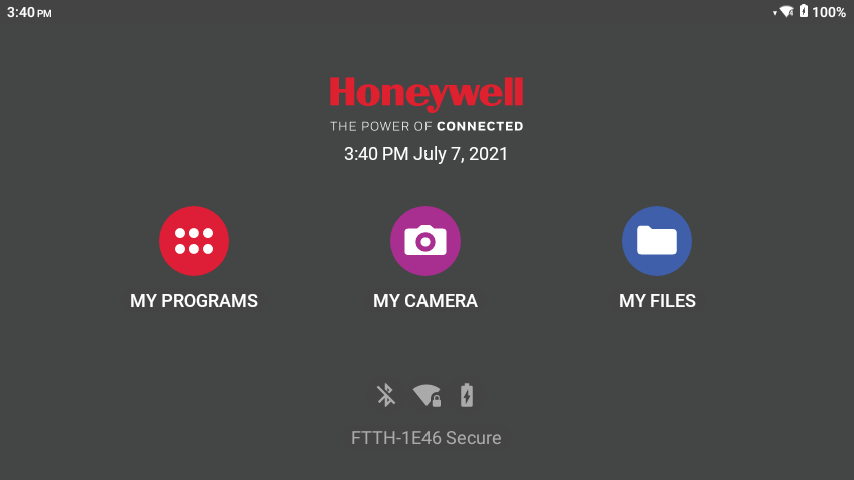 3:40 PM
100%
Honeywell
THE POWER OF CONNECTED
3:40 PM July 7, 2021
MY PROGRAMS
MY CAMERA
MY FILES
FTTH-1E46 Secure